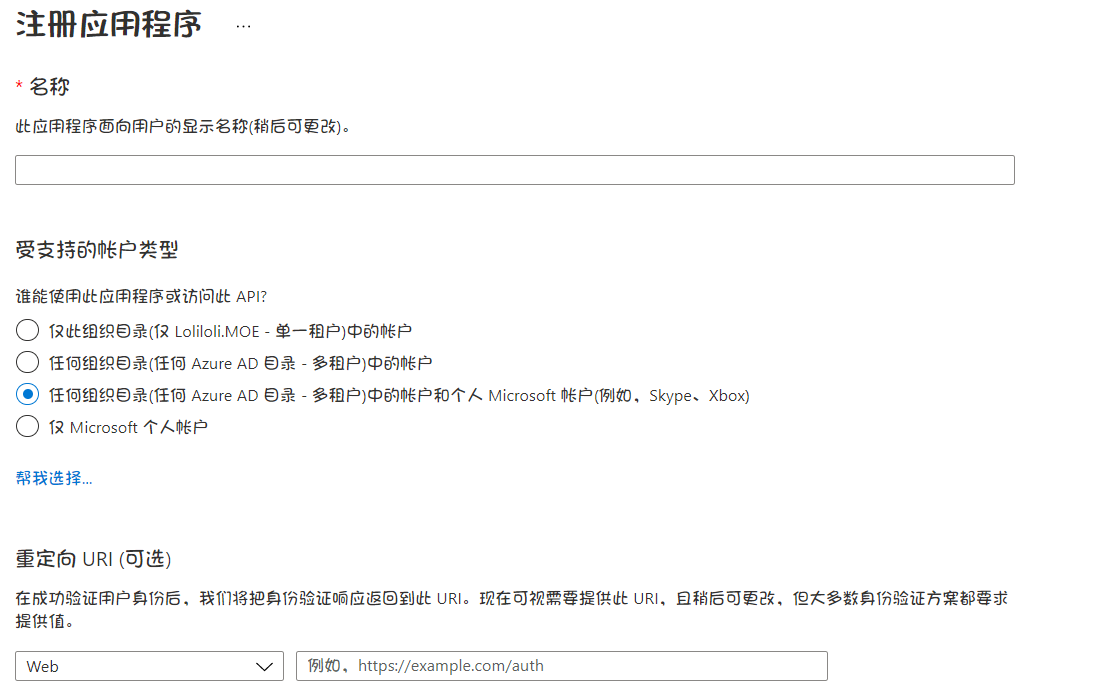 注册应用程序 ...
* 名称
此应用程序面向用户的显示名称(稍后可更改)。
受支持的帐户类型
谁能使用此应用程序或访问此 API?
仅此组织目录(仅 Loliloli.MOE - 单一租户)中的帐户
任何组织目录(任何 Azure AD 目录 - 多租户)中的帐户
任何组织目录(任何 Azure AD 目录 - 多租户)中的帐户和个人 Microsoft 帐户(例如，Skype、Xbox)
仅 Microsoft 个人帐户
帮我选择...
重定向 URI (可选)
在成功验证用户身份后，我们将把身份验证响应返回到此 URI。现在可视需要提供此 URI，且稍后可更改，但大多数身份验证方案都要求
提供值。
Web 例如，https://example.com/auth